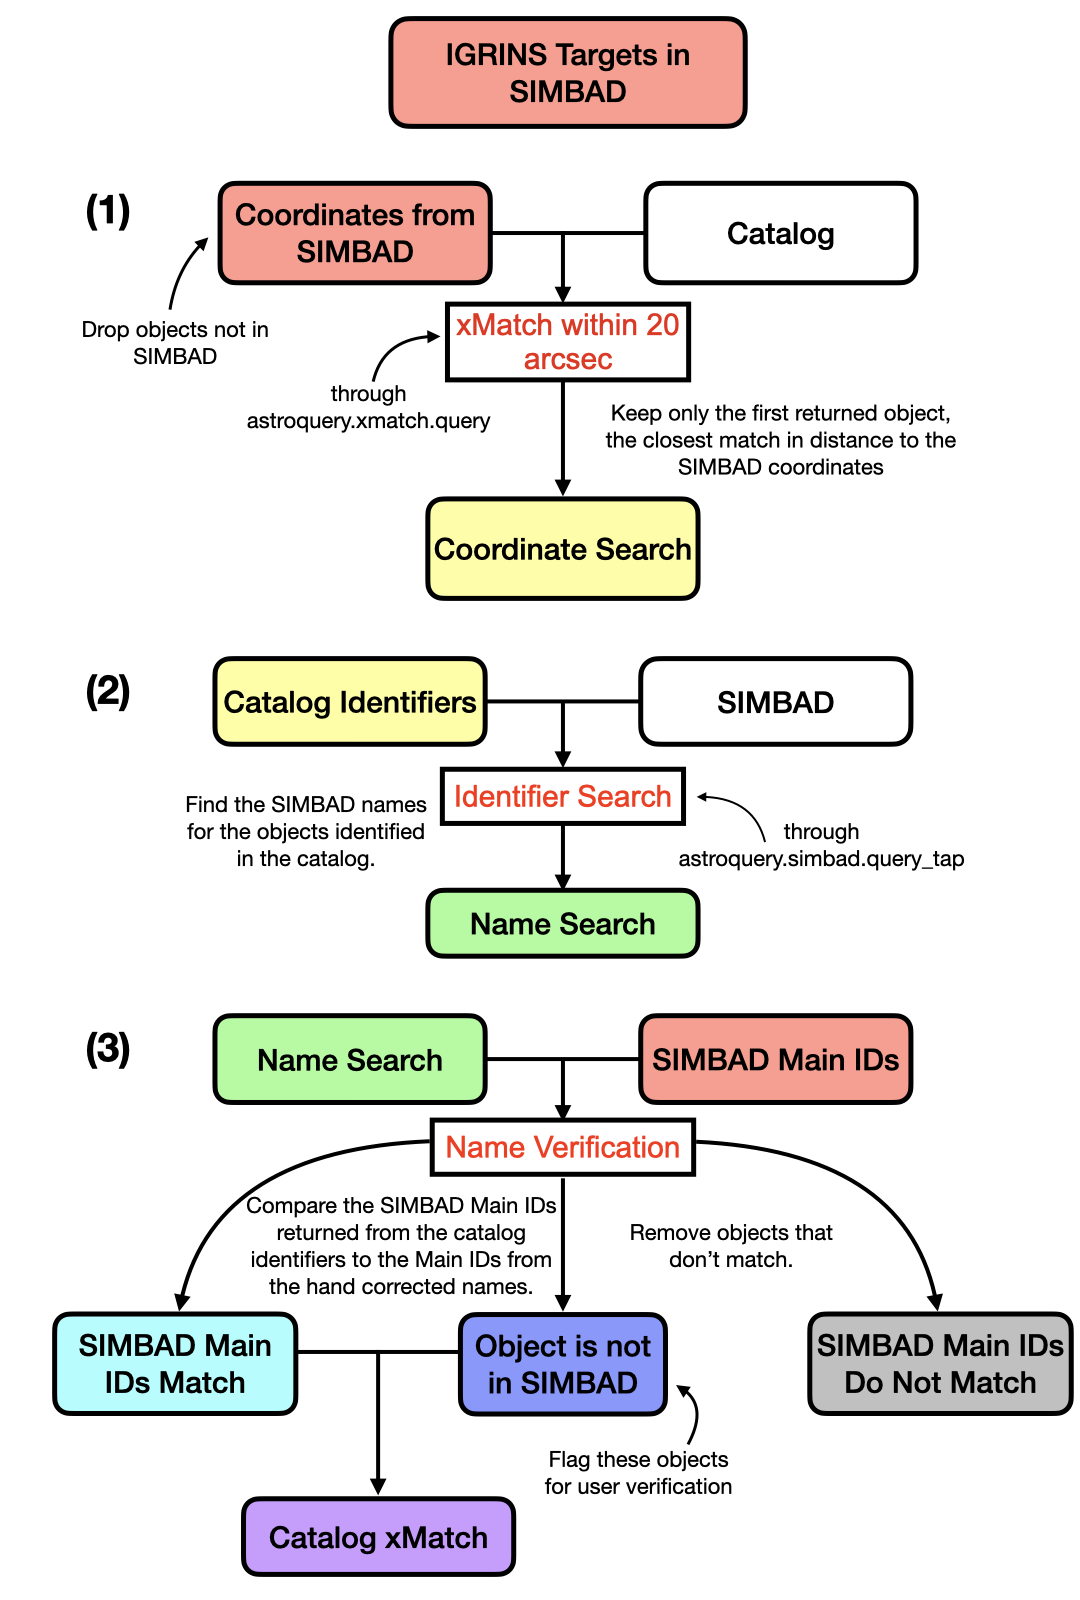 IGRINS Targets in
SIMBAD
(1)
Coordinates from
SIMBAD
Catalog
Drop objects not in
SIMBAD
xMatch within 20
arcsec
through
astroquery.xmatch.query
Keep only the first returned object,
the closest match in distance to the
SIMBAD coordinates
Coordinate Search
(2)
Catalog Identifiers
SIMBAD
Identifier Search
Find the SIMBAD names
for the objects identified
in the catalog.
through
astroquery.simbad.query_tap
Name Search
(3)
Name Search
SIMBAD Main IDs
Name Verification
Compare the SIMBAD Main IDs
returned from the catalog
identifiers to the Main IDs from
the hand corrected names.
Remove objects that
don't match.
SIMBAD Main
IDs Match
Object is not
in SIMBAD
SIMBAD Main IDs
Do Not Match
Flag these objects
for user verification
Catalog xMatch